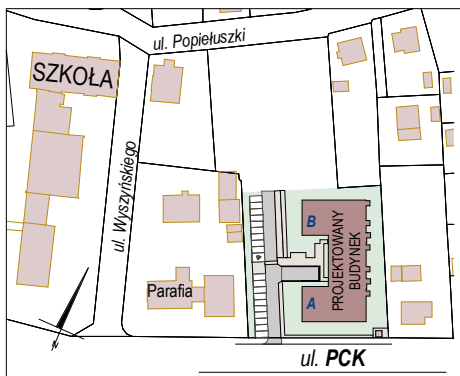 ul. Popiełuszki
SZKOŁA
ul. Wyszyńskiego
B
PROJEKTOWANY
BUDYNEK
Parafia
A
N
ul. PCK